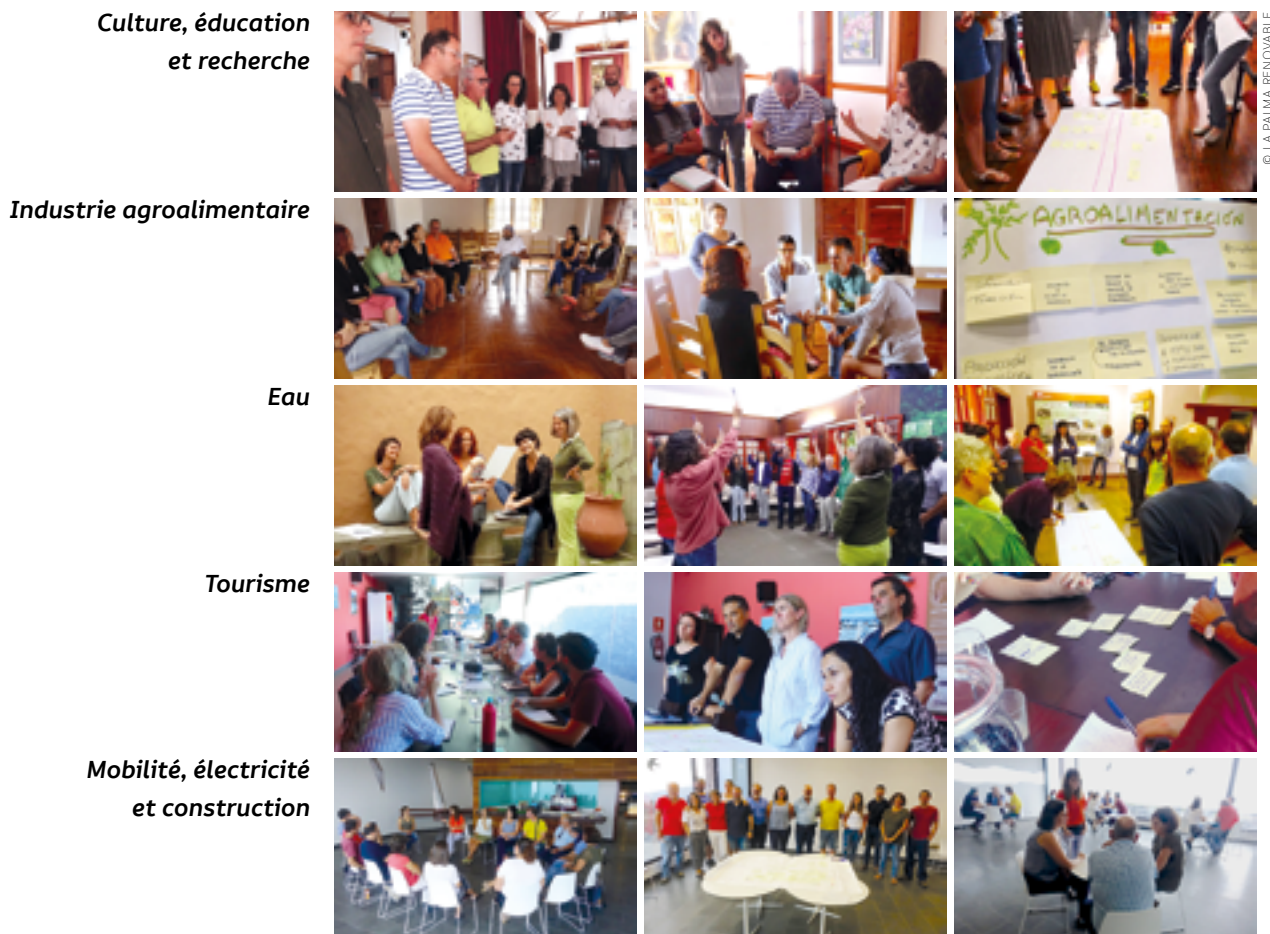 Culture, éducation
et recherche
© LA PALMA RENOVABLE
Industrie agroalimentaire
AGROALIMENTACIÓN
Eau
Tourisme
Mobilité, électricité
et construction